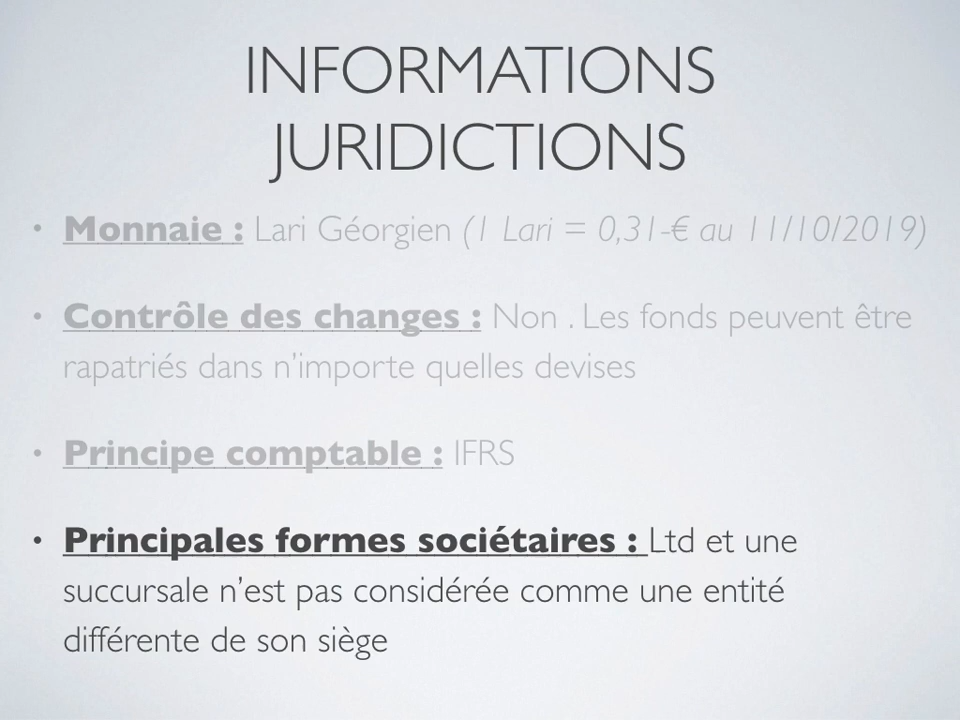 INFORMATIONS
JURIDICTIONS
• Monnaie : Lari Géorgien (1 Lari = 0,31-€ au 11/10/2019)
• Contrôle des changes : Non . Les fonds peuvent être
rapatriés dans n’importe quelles devises
• Principe comptable : IFRS
• Principales formes sociétaires : Ltd et une
succursale n’est pas considérée comme une entité
différente de son siège